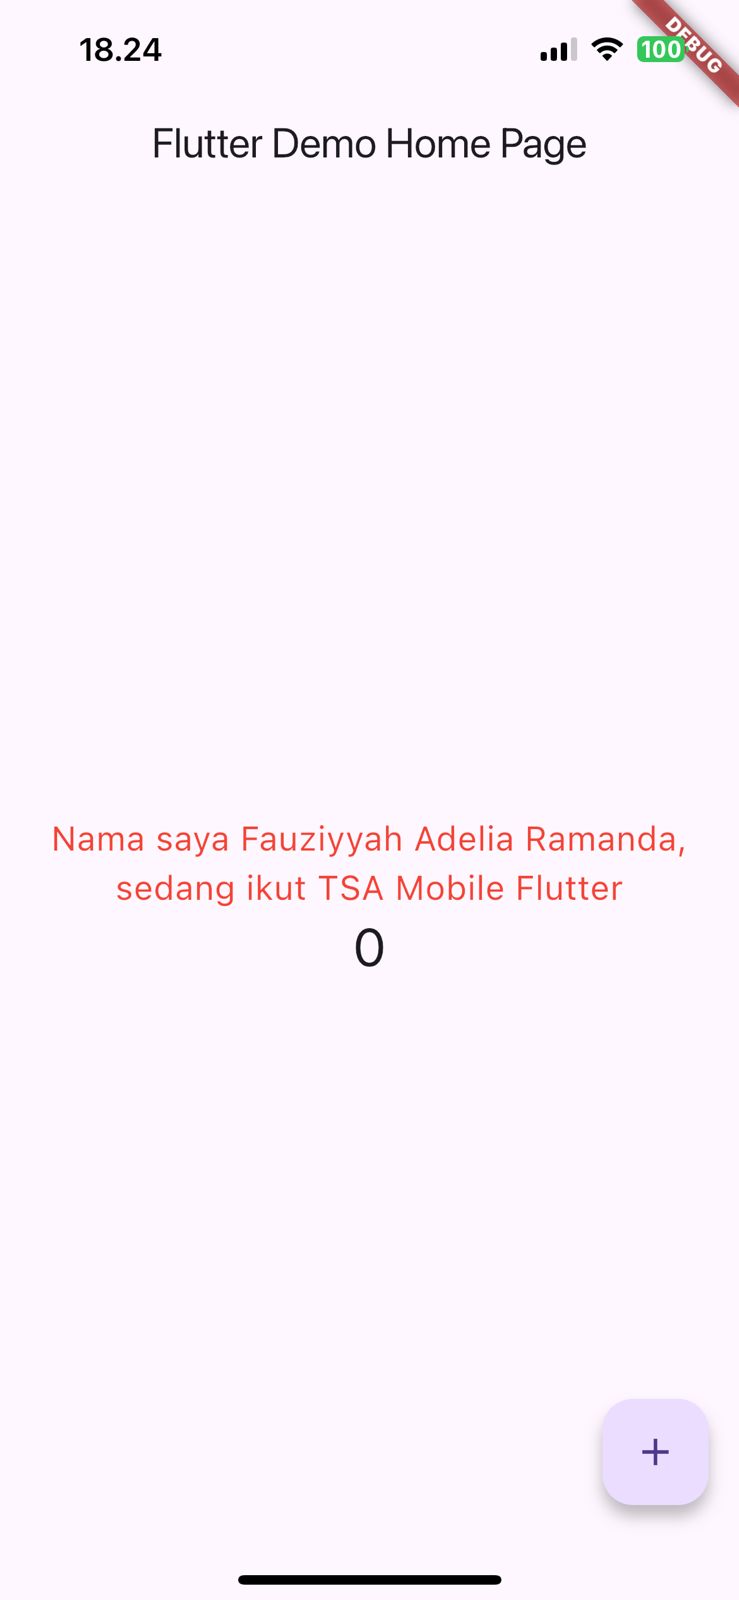 18.24
100
DEBUG
Flutter Demo Home Page
Nama saya Fauziyyah Adelia Ramanda,
sedang ikut TSA Mobile Flutter
0
+